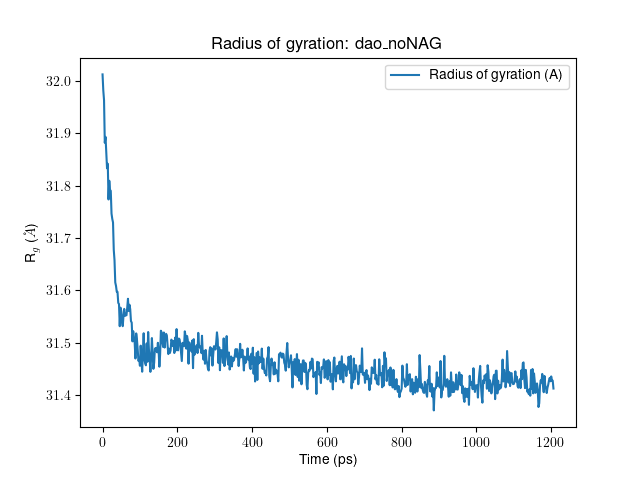 Radius of gyration: dao_noNAG
Radius of gyration (A)
32.0
31.9
31.8
31.7
31.6
31.5
31.4
R_g (Å)
0 200 400 600 800 1000 1200
Time (ps)